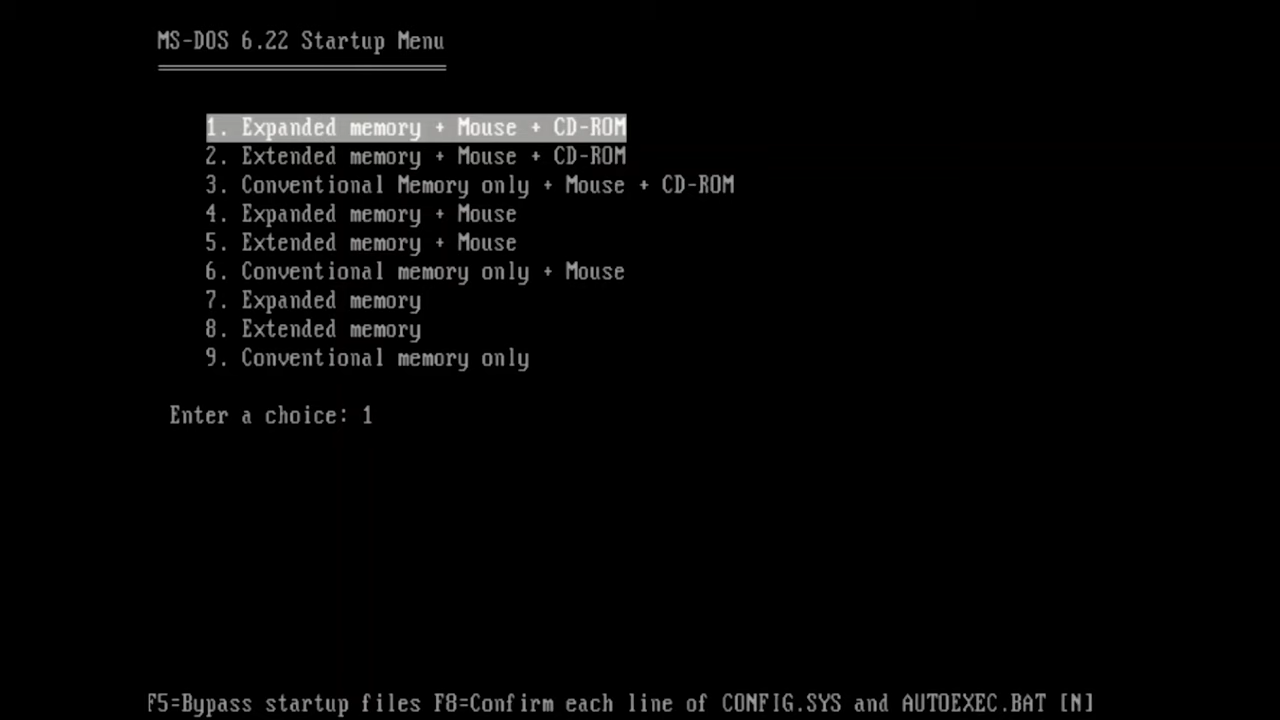 MS-DOS 6.22 Startup Menu
1. Expanded memory + Mouse + CD-ROM
2. Extended memory + Mouse + CD-ROM
3. Conventional Memory only + Mouse + CD-ROM
4. Expanded memory + Mouse
5. Extended memory + Mouse
6. Conventional memory only + Mouse
7. Expanded memory
8. Extended memory
9. Conventional memory only
Enter a choice: 1
F5=Bypass startup files F8=Confirm each line of CONFIG.SYS and AUTOEXEC.BAT [N]